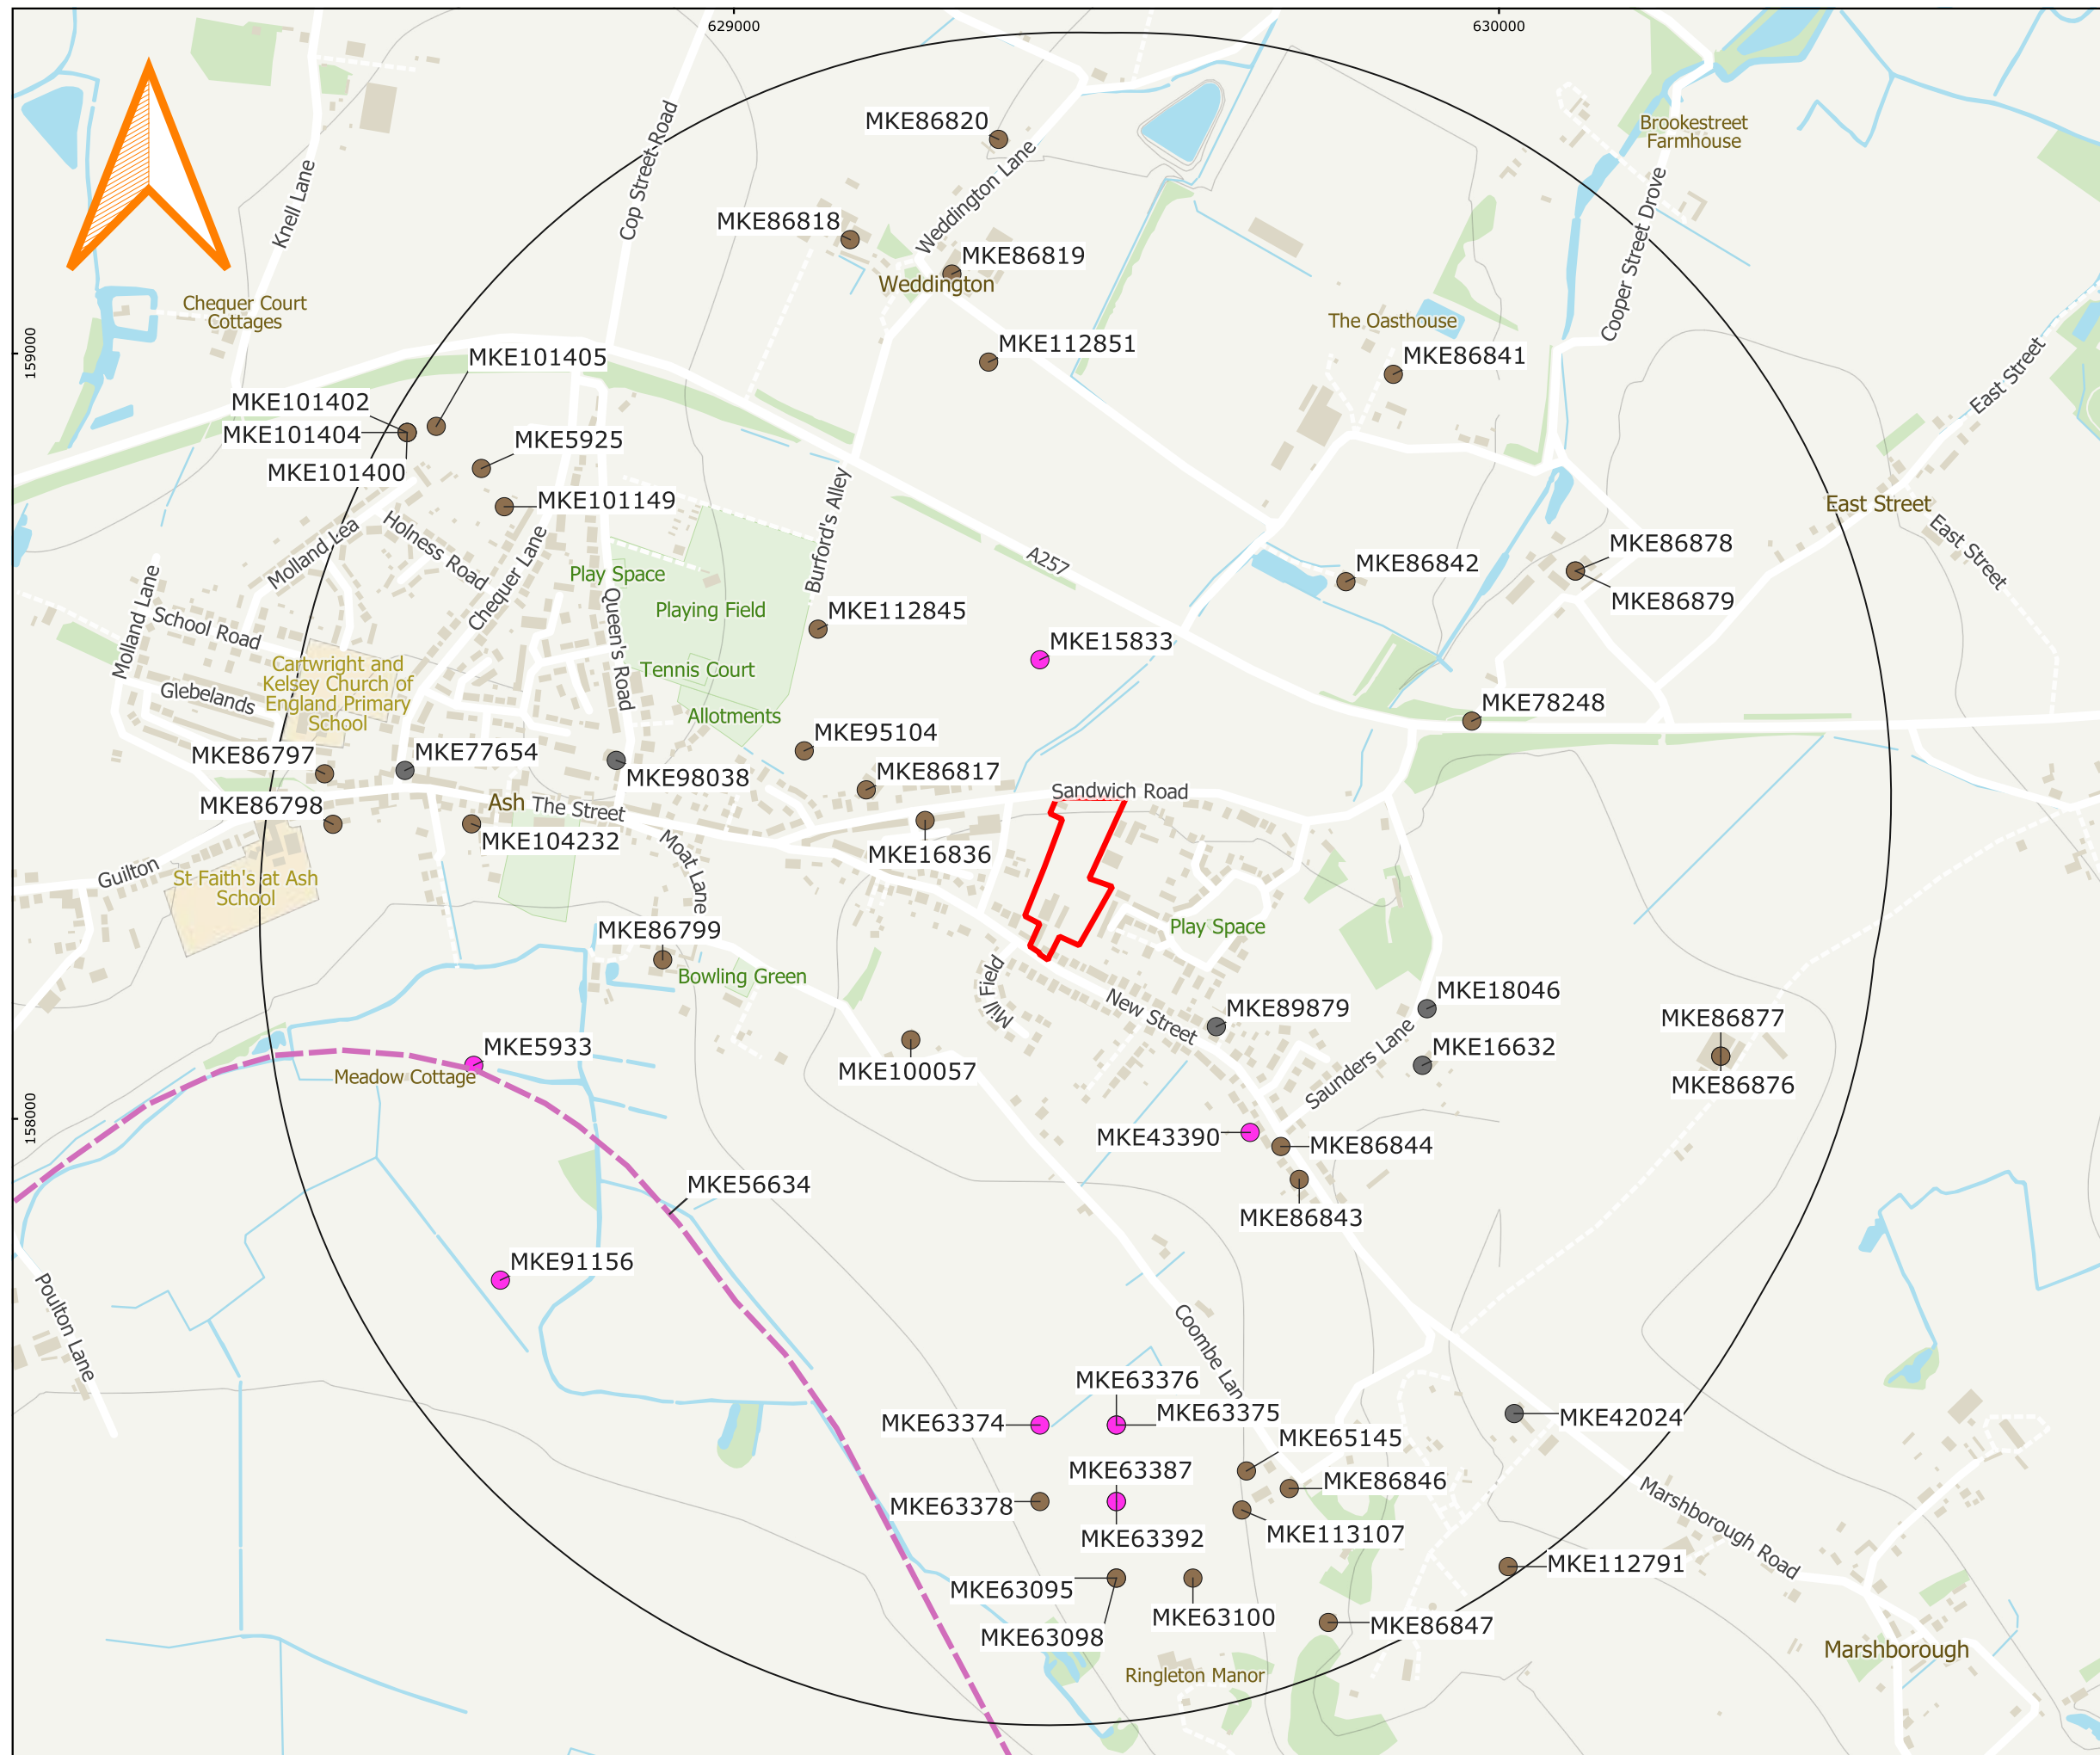 629000
630000
159000
158000
MKE86820
Brookestreet
Farmhouse
Knell Lane
Cop Street Road
Weddington Lane
Cooper Street Drove
MKE86818
MKE86819
Weddington
Chequer Court
Cottages
The Oasthouse
MKE112851
MKE86841
MKE101405
East Street
MKE101402
MKE101404
MKE5925
MKE101400
MKE101149
East Street
East Street
Burford's Alley
Molland Lea
Holness Road
Chequer Lane
A257
MKE86878
MKE86842
MKE86879
Play Space
Playing Field
MKE112845
Molland Lane
School Road
Queen's Road
MKE15833
Cartwright and
Kelsey Church of
England Primary
School
Tennis Court
Glebelands
Allotments
MKE78248
MKE95104
MKE86797
MKE77654
MKE98038
MKE86817
Sandwich Road
MKE86798
Ash
The Street
MKE104232
Moat Lane
MKE16836
Guilton
St Faith's at Ash
School
MKE86799
Play Space
Bowling Green
Mill Field
New Street
MKE18046
MKE89879
MKE86877
MKE5933
MKE16632
Meadow Cottage
MKE100057
Saunders Lane
MKE86876
MKE43390
MKE86844
MKE56634
MKE86843
MKE91156
Poulton Lane
Coombe Lan
MKE63376
MKE63375
MKE63374
MKE42024
MKE65145
MKE63387
MKE86846
MKE63378
Marshborough Road
MKE63392
MKE113107
MKE112791
MKE63095
MKE63100
MKE86847
MKE63098
Marshborough
Ringleton Manor